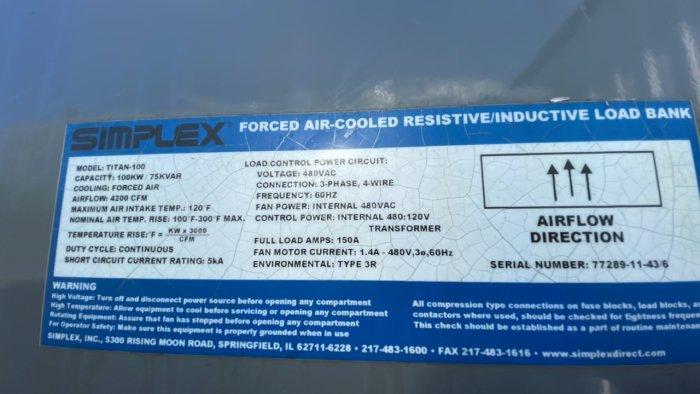 SIMPLEX® FORCED AIR-COOLED RESISTIVE/INDUCTIVE LOAD BANK
MODEL: TITAN-100
CAPACITY: 100KW / 75KVAR
COOLING: FORCED AIR
AIRFLOW: 4200 CFM
MAXIMUM AIR INTAKE TEMP.: 120°F
NOMINAL AIR TEMP. RISE: 100°F-300°F MAX.
TEMPERATURE RISE:°F = KW x 3000
CFM
DUTY CYCLE: CONTINUOUS
SHORT CIRCUIT CURRENT RATING: 5kA
LOAD CONTROL POWER CIRCUIT:
VOLTAGE: 480VAC
CONNECTION: 3-PHASE, 4-WIRE
FREQUENCY: 60HZ
FAN POWER: INTERNAL 480VAC
CONTROL POWER: INTERNAL 480:120V
TRANSFORMER
FULL LOAD AMPS: 150A
FAN MOTOR CURRENT: 1.4A - 480V,3ø,60Hz
ENVIRONMENTAL: TYPE 3R
AIRFLOW
DIRECTION
SERIAL NUMBER: 77289-11-43/6
WARNING
High Voltage: Turn off and disconnect power source before opening any compartment
High Temperature: Allow equipment to cool before servicing or opening any compartment
Rotating Equipment: Assure that fan has stopped before opening any compartment
For Operator Safety: Make sure this equipment is properly grounded when in use
All compression type connections on fuse blocks, load blocks,
contactors where used, should be checked for tightness
This check should be established as a part of routine
SIMPLEX, INC., 5300 RISING MOON ROAD, SPRINGFIELD, IL 62711-6228 • 217-483-1600 • FAX 217-483-1616 • www.simplexdirect.com